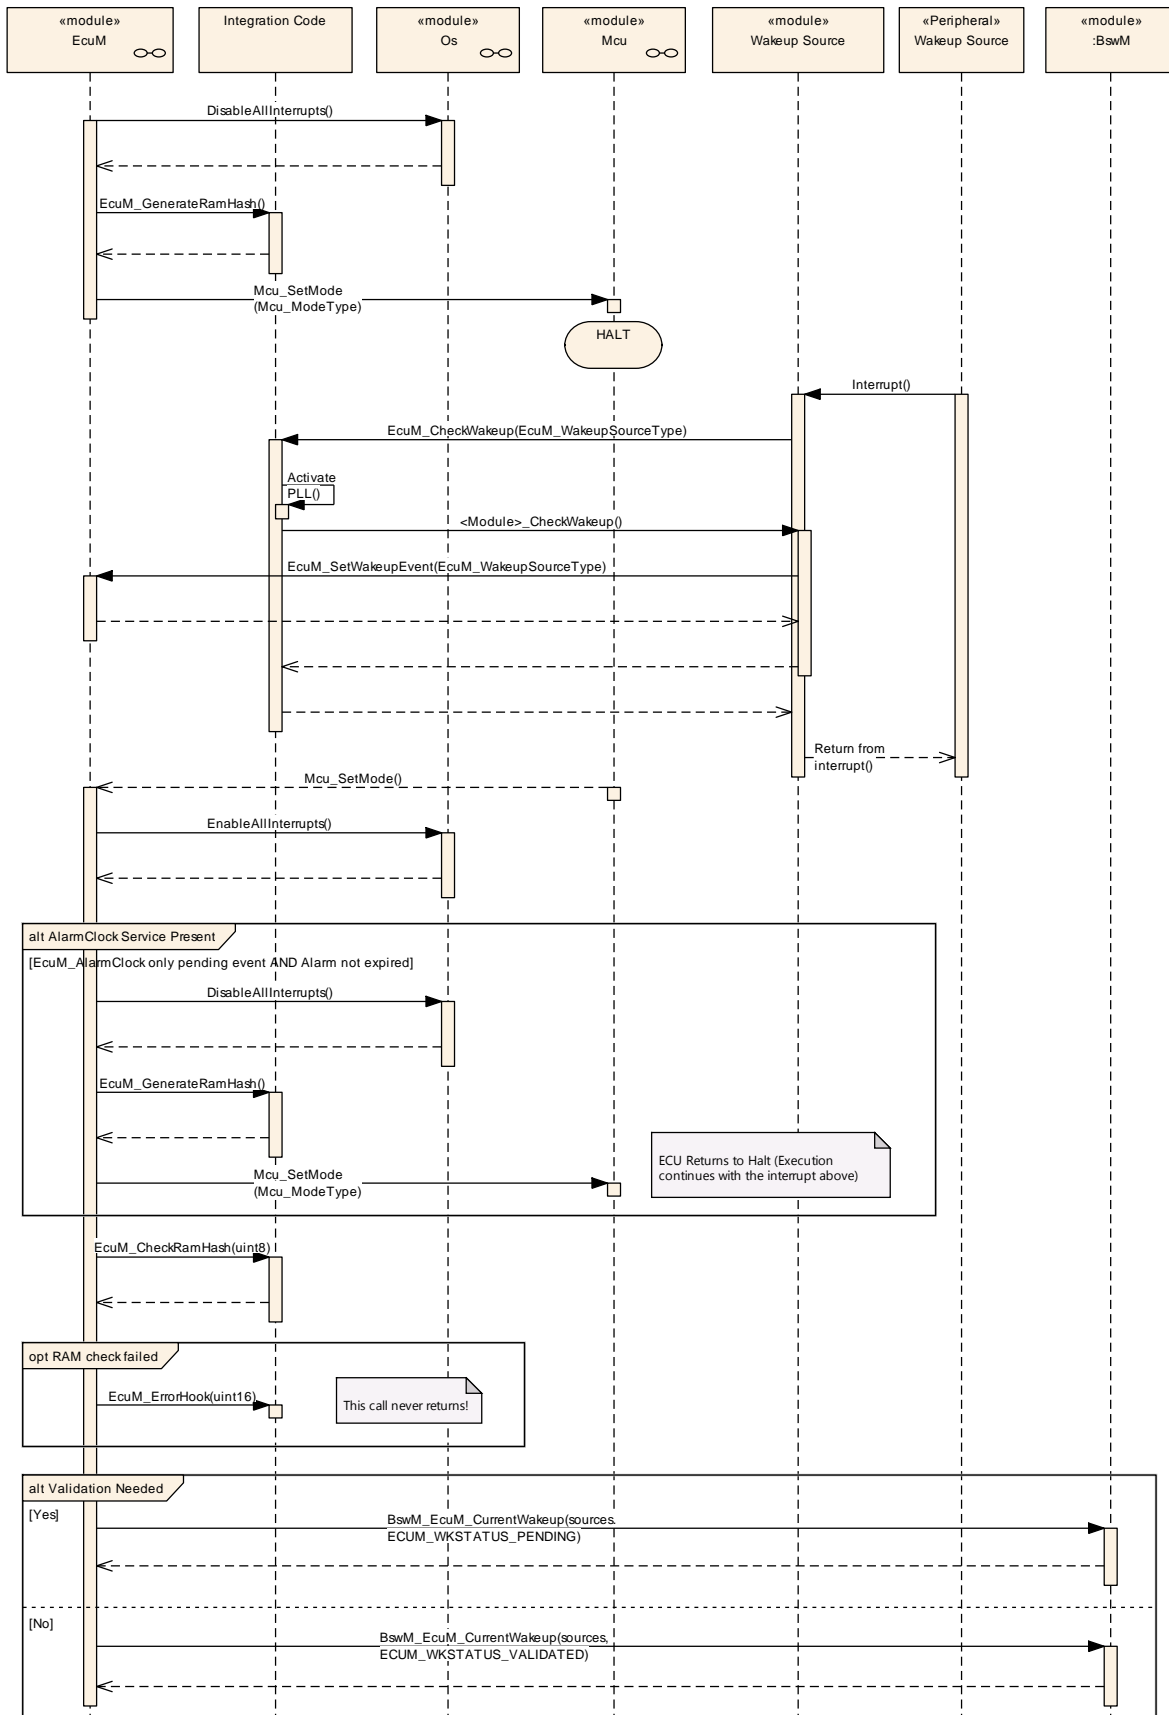 «module»
EcuM
Integration Code
«module»
Os
«module»
Mcu
«module»
Wakeup Source
«Peripheral»
Wakeup Source
«module»
:BswM
DisableAllInterrupts()
EcuM_GenerateRamHash()
Mcu_SetMode
(Mcu_ModeType)
HALT
Interrupt()
EcuM_CheckWakeup(EcuM_WakeupSourceType)
Activate
PLL()
<Module>_CheckWakeup()
EcuM_SetWakeupEvent(EcuM_WakeupSourceType)
Return from
interrupt()
Mcu_SetMode()
EnableAllInterrupts()
alt AlarmClock Service Present
[EcuM_AlarmClock only pending event AND Alarm not expired]
DisableAllInterrupts()
EcuM_GenerateRamHash()
ECU Returns to Halt (Execution
continues with the interrupt above)
Mcu_SetMode
(Mcu_ModeType)
EcuM_CheckRamHash(uint8)
opt RAM check failed
EcuM_ErrorHook(uint16)
This call never returns!
alt Validation Needed
[Yes]
BswM_EcuM_CurrentWakeup(sources,
ECUM_WKSTATUS_PENDING)
[No]
BswM_EcuM_CurrentWakeup(sources,
ECUM_WKSTATUS_VALIDATED)